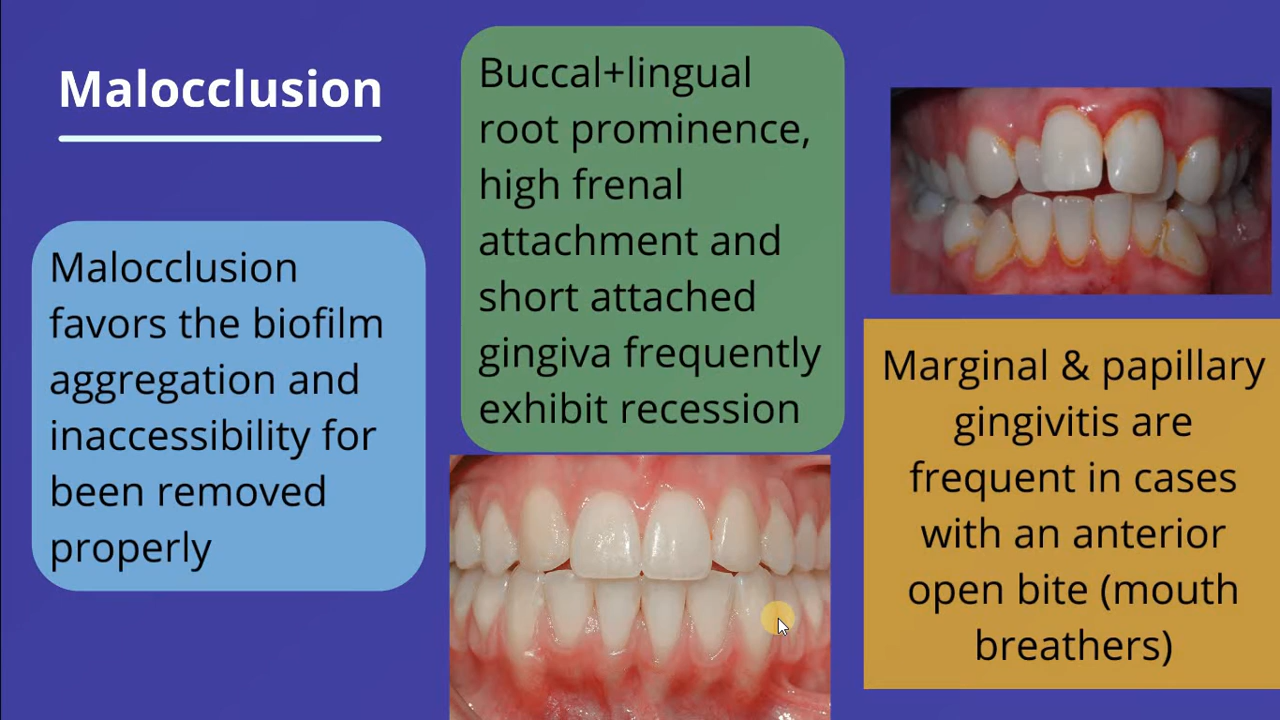 Malocclusion
Malocclusion
favors the biofilm
aggregation and
inaccessibility for
been removed
properly
Buccal+lingual
root prominence,
high frenal
attachment and
short attached
gingiva frequently
exhibit recession
Marginal & papillary
gingivitis are
frequent in cases
with an anterior
open bite (mouth
breathers)